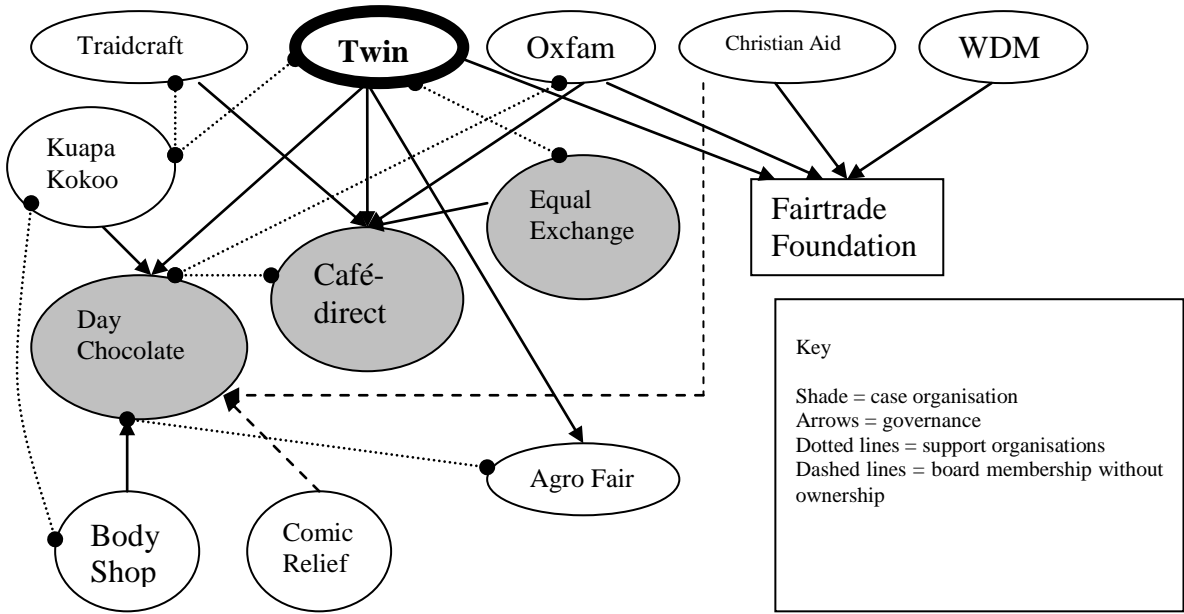 Traidcraft
Twin
Oxfam
Christian Aid
WDM
Kuapa
Kokoo
Equal
Exchange
Fairtrade
Foundation
Café-
direct
Day
Chocolate
Agro Fair
Body
Shop
Comic
Relief
Key
Shade = case organisation
Arrows = governance
Dotted lines = support organisations
Dashed lines = board membership without
ownership